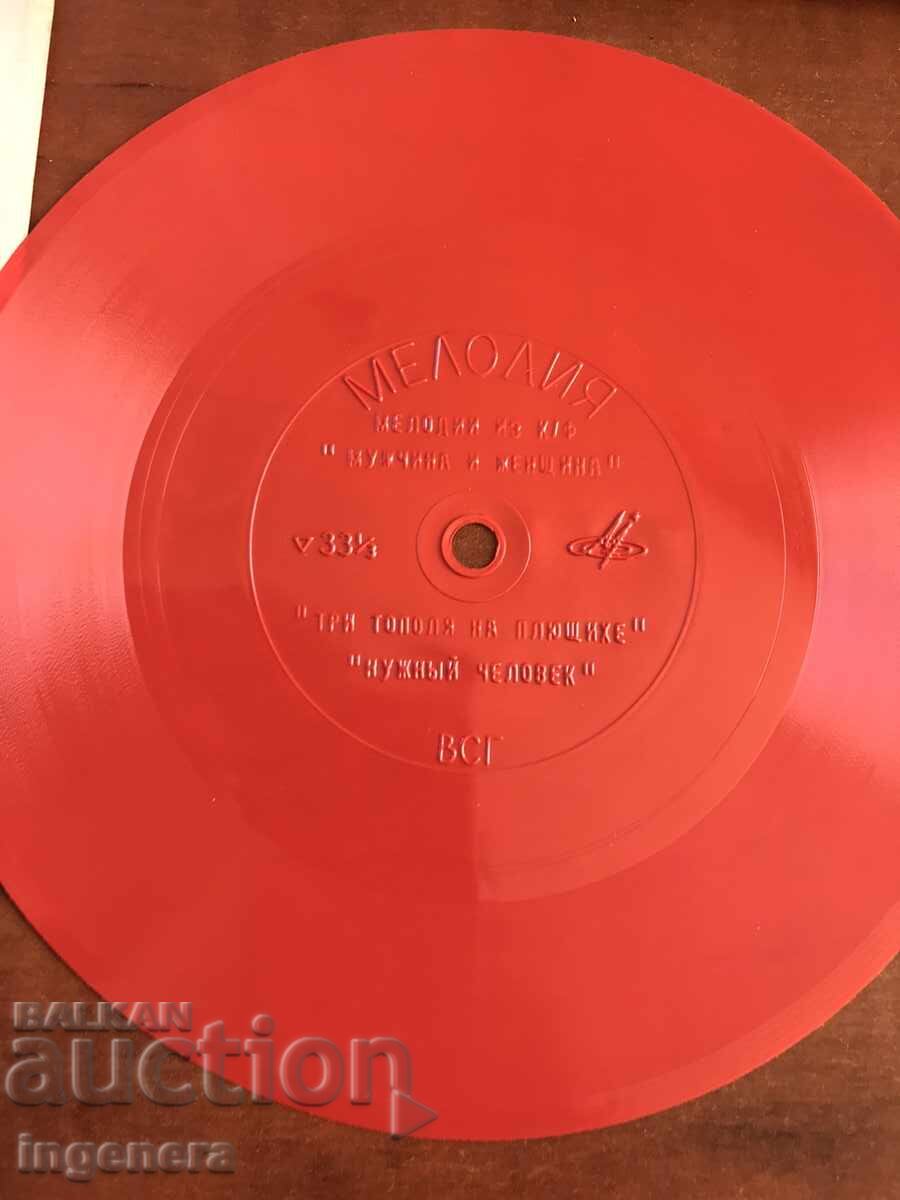 МЕЛОДИЯ
МЕЛОДИИ ИЗ К/Ф
"МУЖЧИНА И ЖЕНЩИНА"
▽ 33⅓
"ТРИ ТОПОЛЯ НА ПЛЮЩИХЕ"
"НУЖНЫЙ ЧЕЛОВЕК"
ВСГ
BALKAN
auction
ingenera